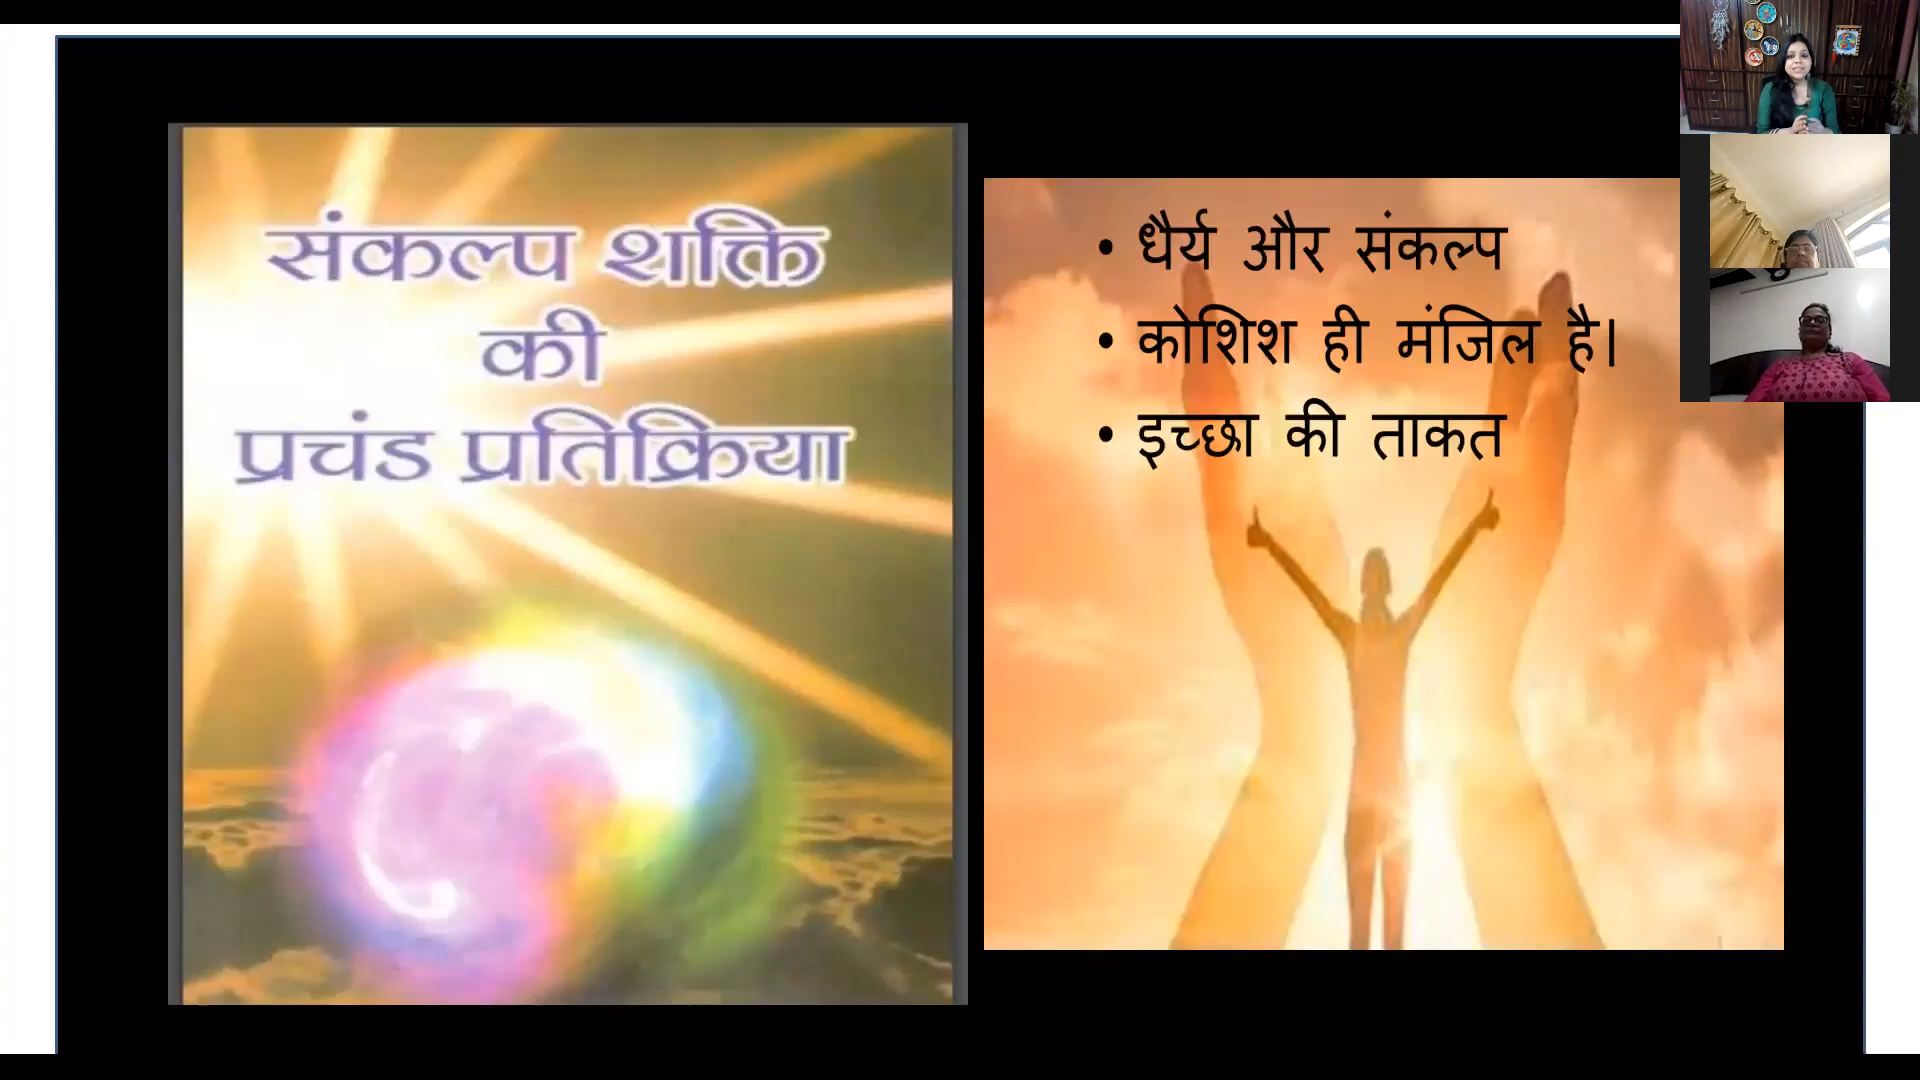 संकल्प शक्ति
की
प्रचंड प्रतिक्रिया
• धैर्य और संकल्प
• कोशिश ही मंजिल है।
• इच्छा की ताकत